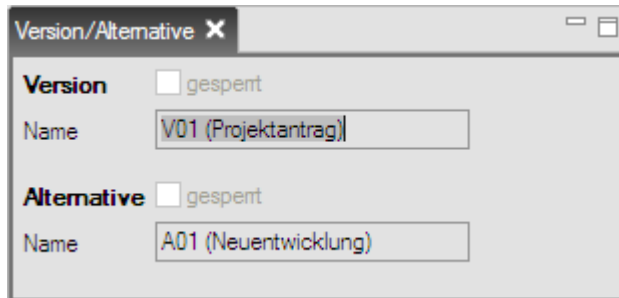 Version/Alternative
Version gesperrt
Name V01 (Projektantrag)
Alternative gesperrt
Name A01 (Neuentwicklung)